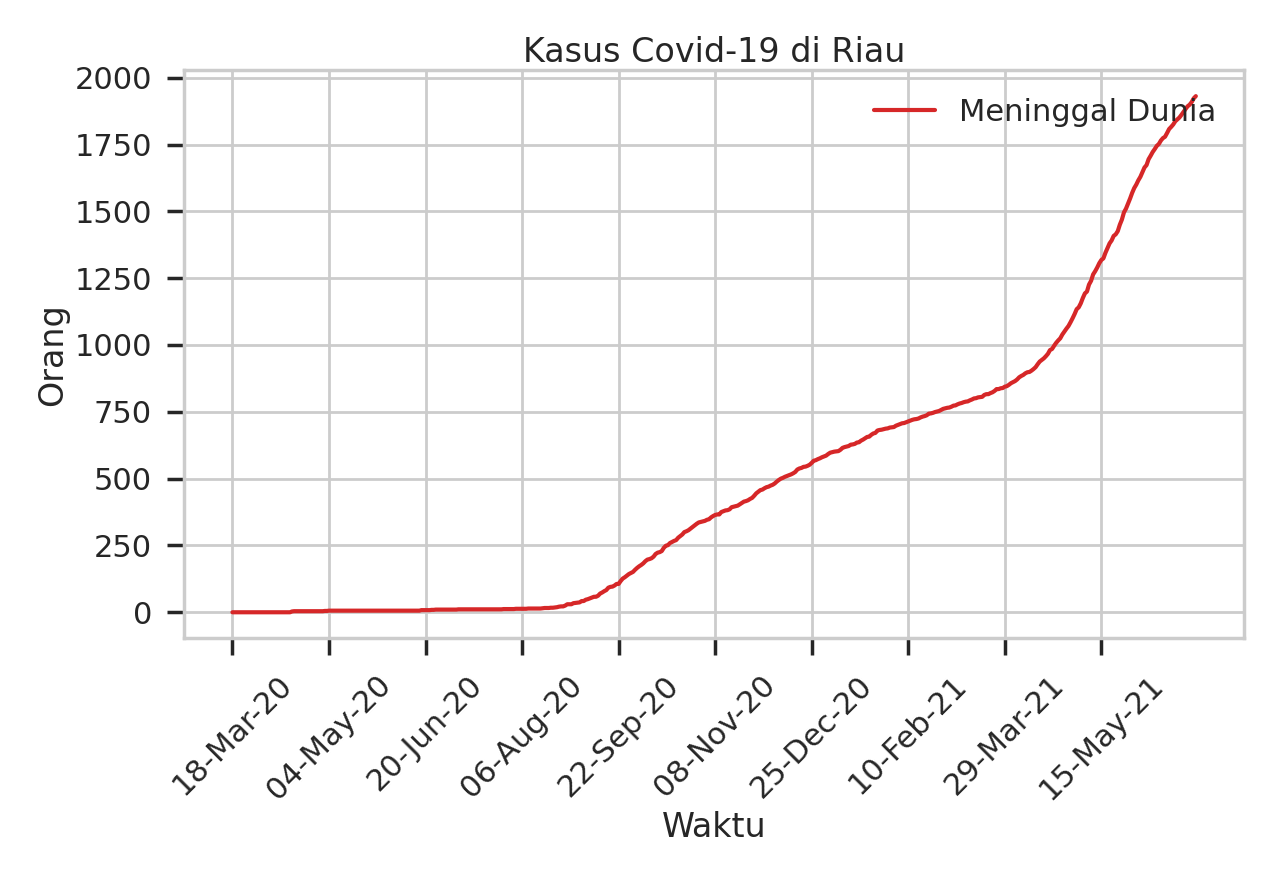 Kasus Covid-19 di Riau
Meninggal Dunia
Orang
2000
1750
1500
1250
1000
750
500
250
0
18-Mar-20
04-May-20
20-Jun-20
06-Aug-20
22-Sep-20
08-Nov-20
25-Dec-20
10-Feb-21
29-Mar-21
15-May-21
Waktu